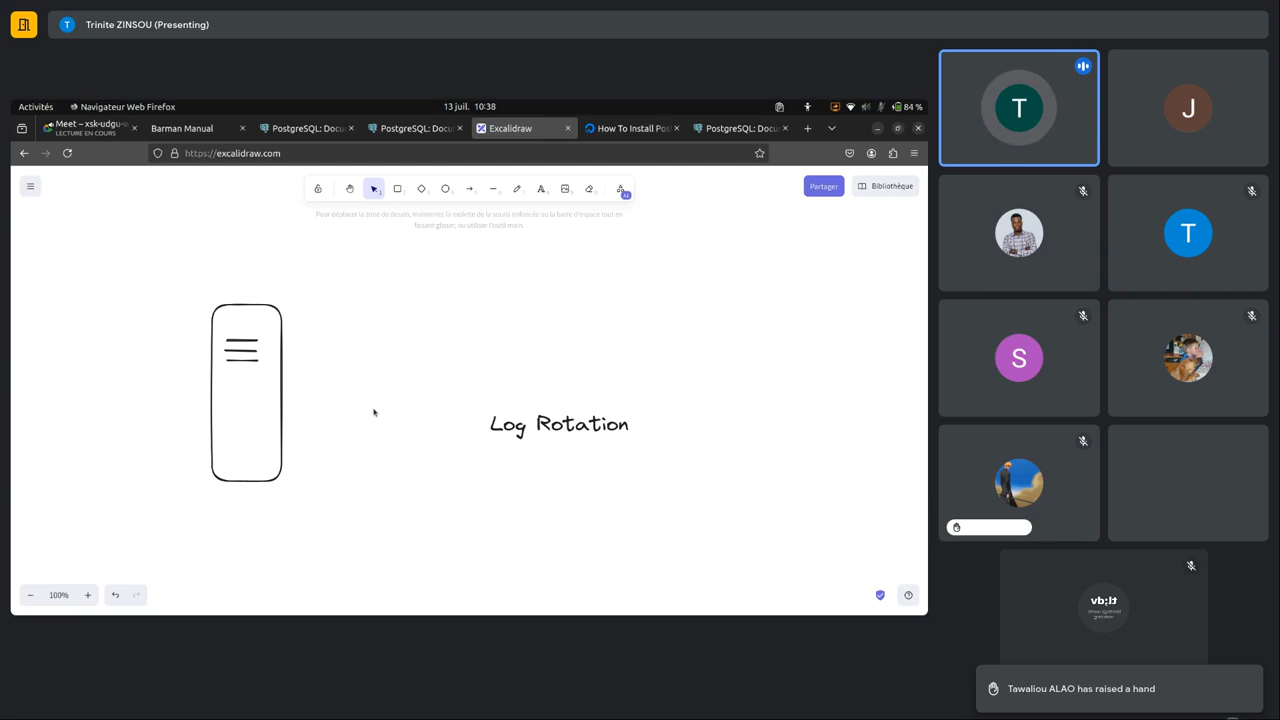 T Trinite ZINSOU (Presenting)
Activités Navigateur Web Firefox 13 juil. 10:38 84 %
Meet – xsk-udgu-w
LECTURE EN COURS
Barman Manual
PostgreSQL: Docu
PostgreSQL: Docu
Excalidraw
How To Install Pos
PostgreSQL: Docu
https://excalidraw.com
1
AI
Partager
Bibliothèque
Pour déplacer la zone de dessin, maintenez la molette de la souris enfoncée ou la barre d'espace tout en
faisant glisser, ou utiliser l'outil main.
Log Rotation
100%
T
J
T
S
Tawaliou ALAO has raised a hand